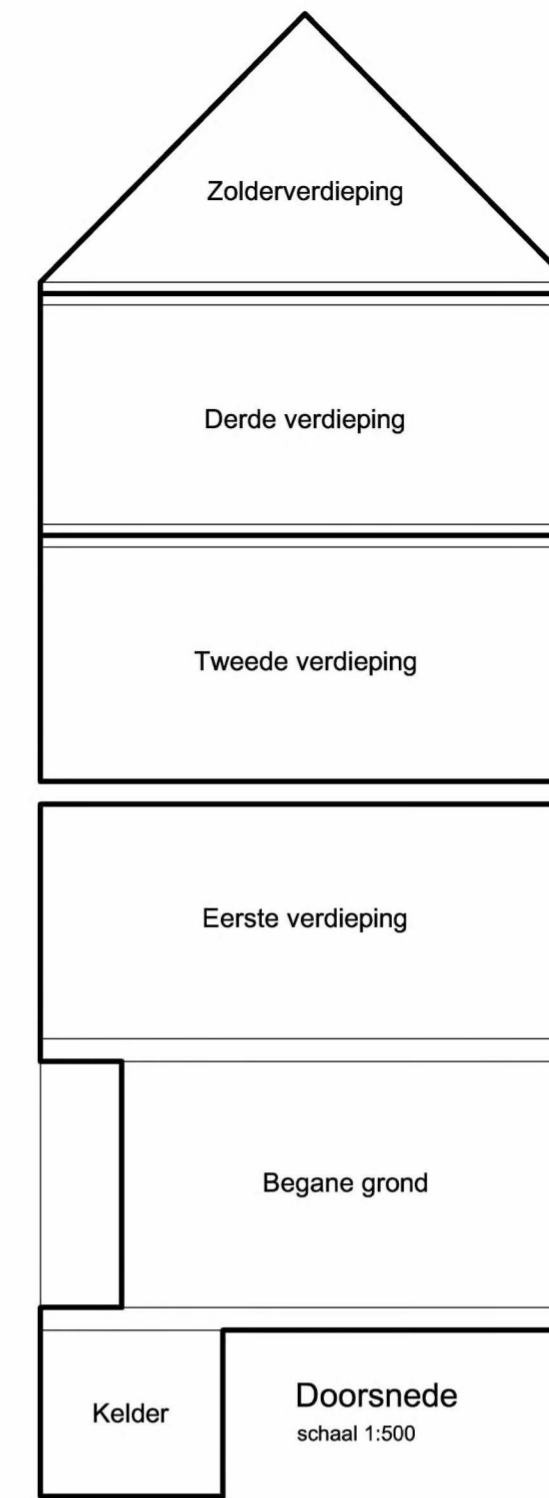 Zolderverdieping
Derde verdieping
Tweede verdieping
Eerste verdieping
Begane grond
Kelder
Doorsnede
schaal 1:500